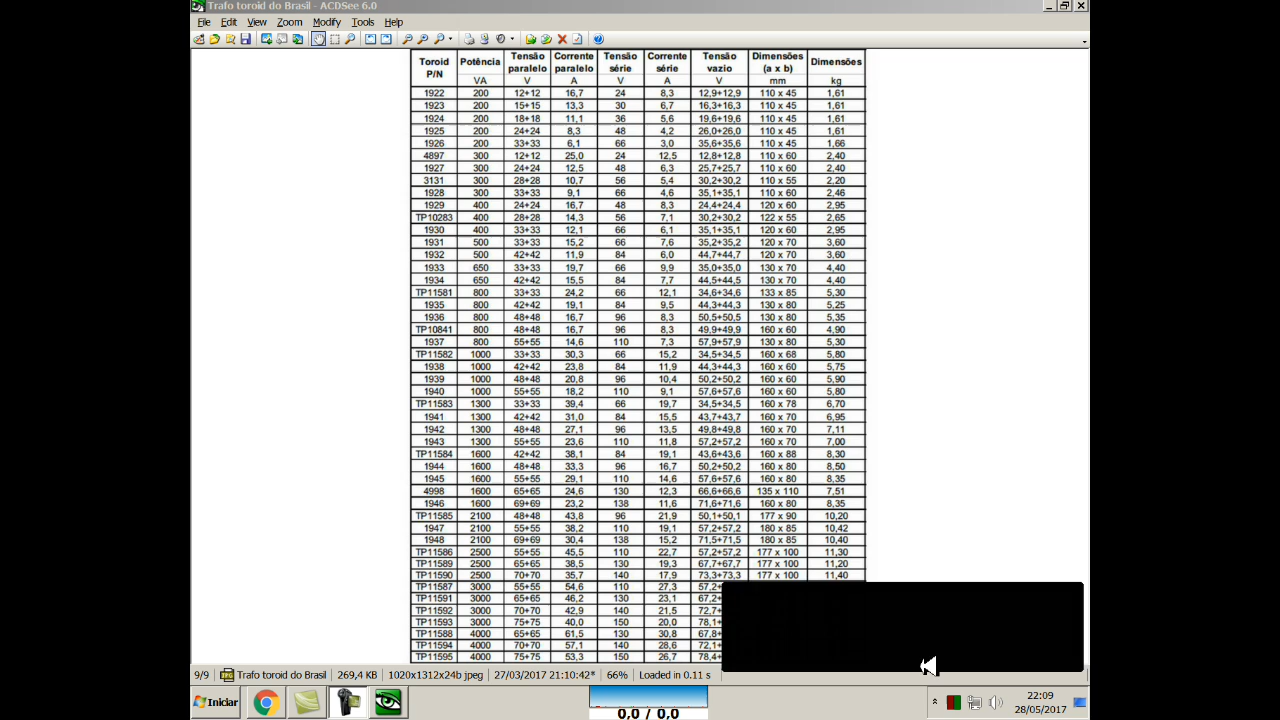 Trafo toroid do Brasil - ACDSee 6.0
File Edit View Zoom Modify Tools Help
Toroid P/N Potência Tensão paralelo Corrente paralelo Tensão série Corrente série Tensão vazio Dimensões (a x b) Dimensões
VA V A V A V mm kg
1922 200 12+12 16,7 24 8,3 12,9+12,9 110 x 45 1,61
1923 200 15+15 13,3 30 6,7 16,3+16,3 110 x 45 1,61
1924 200 18+18 11,1 36 5,6 19,6+19,6 110 x 45 1,61
1925 200 24+24 8,3 48 4,2 26,0+26,0 110 x 45 1,61
1926 200 33+33 6,1 66 3,0 35,6+35,6 110 x 45 1,66
4897 300 12+12 25,0 24 12,5 12,8+12,8 110 x 60 2,40
1927 300 24+24 12,5 48 6,3 25,7+25,7 110 x 60 2,40
3131 300 28+28 10,7 56 5,4 30,2+30,2 110 x 55 2,20
1928 300 33+33 9,1 66 4,6 35,1+35,1 110 x 60 2,46
1929 400 24+24 16,7 48 8,3 24,4+24,4 120 x 60 2,95
TP10283 400 28+28 14,3 56 7,1 30,2+30,2 122 x 55 2,65
1930 400 33+33 12,1 66 6,1 35,1+35,1 120 x 60 2,95
1931 500 33+33 15,2 66 7,6 35,2+35,2 120 x 70 3,60
1932 500 42+42 11,9 84 6,0 44,7+44,7 120 x 70 3,60
1933 650 33+33 19,7 66 9,9 35,0+35,0 130 x 70 4,40
1934 650 42+42 15,5 84 7,7 44,5+44,5 130 x 70 4,40
TP11581 800 33+33 24,2 66 12,1 34,6+34,6 133 x 85 5,30
1935 800 42+42 19,1 84 9,5 44,3+44,3 130 x 80 5,25
1936 800 48+48 16,7 96 8,3 50,5+50,5 130 x 80 5,35
TP10841 800 48+48 16,7 96 8,3 49,9+49,9 160 x 60 4,90
1937 800 55+55 14,6 110 7,3 57,9+57,9 130 x 80 5,30
TP11582 1000 33+33 30,3 66 15,2 34,5+34,5 160 x 68 5,80
1938 1000 42+42 23,8 84 11,9 44,3+44,3 160 x 60 5,75
1939 1000 48+48 20,8 96 10,4 50,2+50,2 160 x 60 5,90
1940 1000 55+55 18,2 110 9,1 57,6+57,6 160 x 60 5,80
TP11583 1300 33+33 39,4 66 19,7 34,5+34,5 160 x 78 6,70
1941 1300 42+42 31,0 84 15,5 43,7+43,7 160 x 70 6,95
1942 1300 48+48 27,1 96 13,5 49,8+49,8 160 x 70 7,11
1943 1300 55+55 23,6 110 11,8 57,2+57,2 160 x 70 7,00
TP11584 1600 42+42 38,1 84 19,1 43,6+43,6 160 x 88 8,30
1944 1600 48+48 33,3 96 16,7 50,2+50,2 160 x 80 8,50
1945 1600 55+55 29,1 110 14,6 57,6+57,6 160 x 80 8,35
4998 1600 65+65 24,6 130 12,3 66,6+66,6 135 x 110 7,51
1946 1600 69+69 23,2 138 11,6 71,6+71,6 160 x 80 8,35
TP11585 2100 48+48 43,8 96 21,9 50,1+50,1 177 x 90 10,20
1947 2100 55+55 38,2 110 19,1 57,2+57,2 180 x 85 10,42
1948 2100 69+69 30,4 138 15,2 71,5+71,5 180 x 85 10,40
TP11586 2500 55+55 45,5 110 22,7 57,2+57,2 177 x 100 11,30
TP11589 2500 65+65 38,5 130 19,3 67,7+67,7 177 x 100 11,20
TP11590 2500 70+70 35,7 140 17,9 73,3+73,3 177 x 100 11,40
TP11587 3000 55+55 54,6 110 27,3 57,2+
TP11591 3000 65+65 46,2 130 23,1 67,2+
TP11592 3000 70+70 42,9 140 21,5 72,7+
TP11593 3000 75+75 40,0 150 20,0 78,1+
TP11588 4000 65+65 61,5 130 30,8 67,8+
TP11594 4000 70+70 57,1 140 28,6 72,1+
TP11595 4000 75+75 53,3 150 26,7 78,4+
9/9 Trafo toroid do Brasil 269,4 KB 1020x1312x24b jpeg 27/03/2017 21:10:42* 66% Loaded in 0.11 s
Iniciar 0,0 / 0,0 22:09
28/05/2017